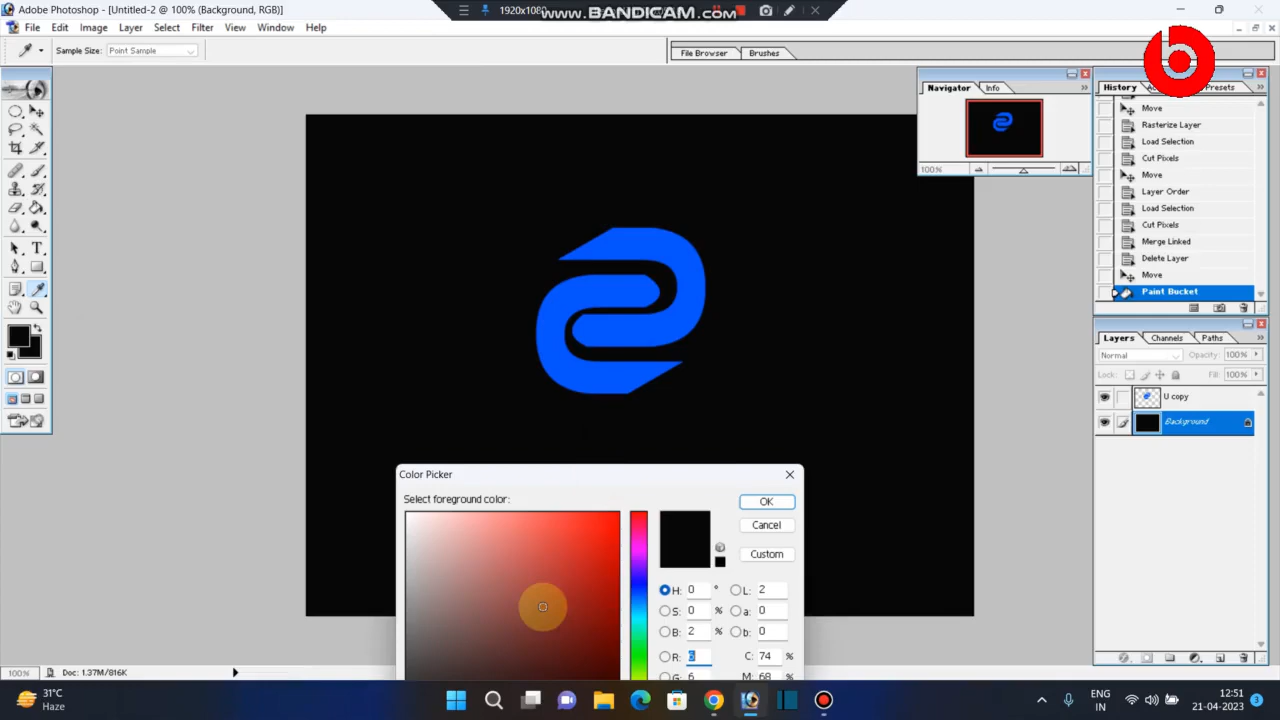 Adobe Photoshop - [Untitled-2 @ 100% (Background, RGB)]
1920x1080
www.BANDICAM.com
File Edit Image Layer Select Filter View Window Help
Sample Size: Point Sample
File Browser
Brushes
Navigator
Info
100%
History
Presets
Move
Rasterize Layer
Load Selection
Cut Pixels
Move
Layer Order
Load Selection
Cut Pixels
Merge Linked
Delete Layer
Move
Paint Bucket
Layers
Channels
Paths
Normal
Opacity: 100%
Lock:
Fill: 100%
U copy
Background
T
Color Picker
Select foreground color:
OK
Cancel
Custom
H: 0 °
L: 2
S: 0 %
a: 0
B: 2 %
b: 0
R: 6
C: 74 %
G: 6
M: 68 %
100%
Doc: 1.37M/816K
31°C
Haze
ENG
IN
12:51
21-04-2023
3